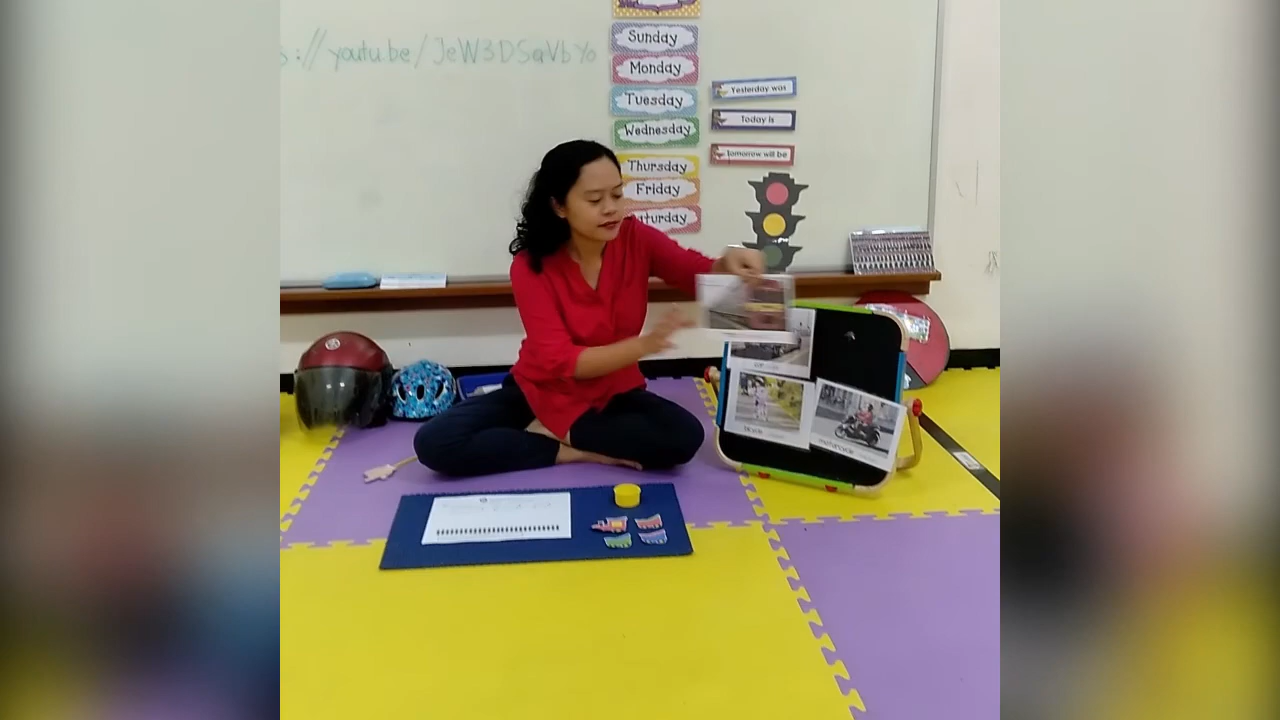 s://youtu.be/JeW3DSaVbYo
Sunday
Monday
Tuesday
Wednesday
Thursday
Friday
aturday
Yesterday was
Today is
Tomorrow will be
car
bicycle
motorcycle